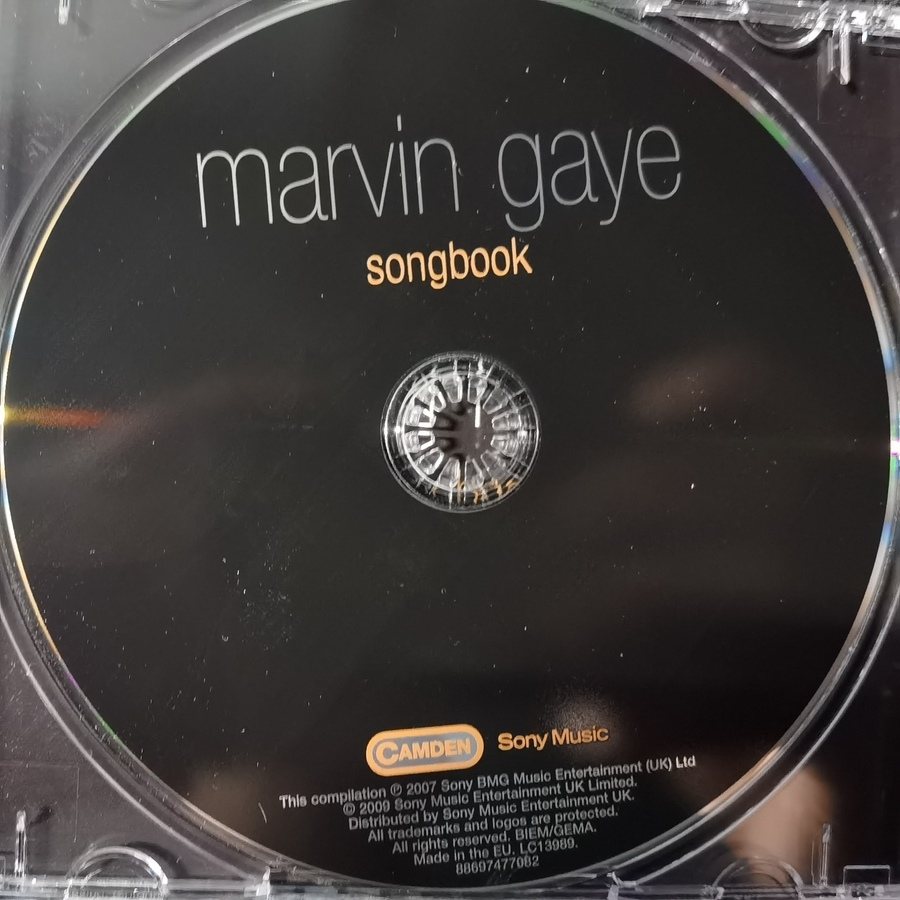 marvin gaye
songbook
CAMDEN Sony Music
This compilation ℗ 2007 Sony BMG Music Entertainment (UK) Ltd
© 2009 Sony Music Entertainment UK Limited.
Distributed by Sony Music Entertainment UK.
All trademarks and logos are protected.
All rights reserved. BIEM/GEMA.
Made in the EU. LC13989.
88697477082